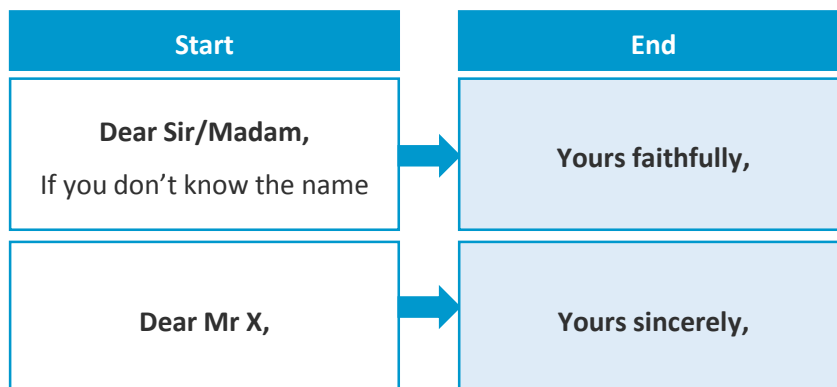 Start
End
Dear Sir/Madam,
If you don’t know the name
Yours faithfully,
Dear Mr X,
Yours sincerely,